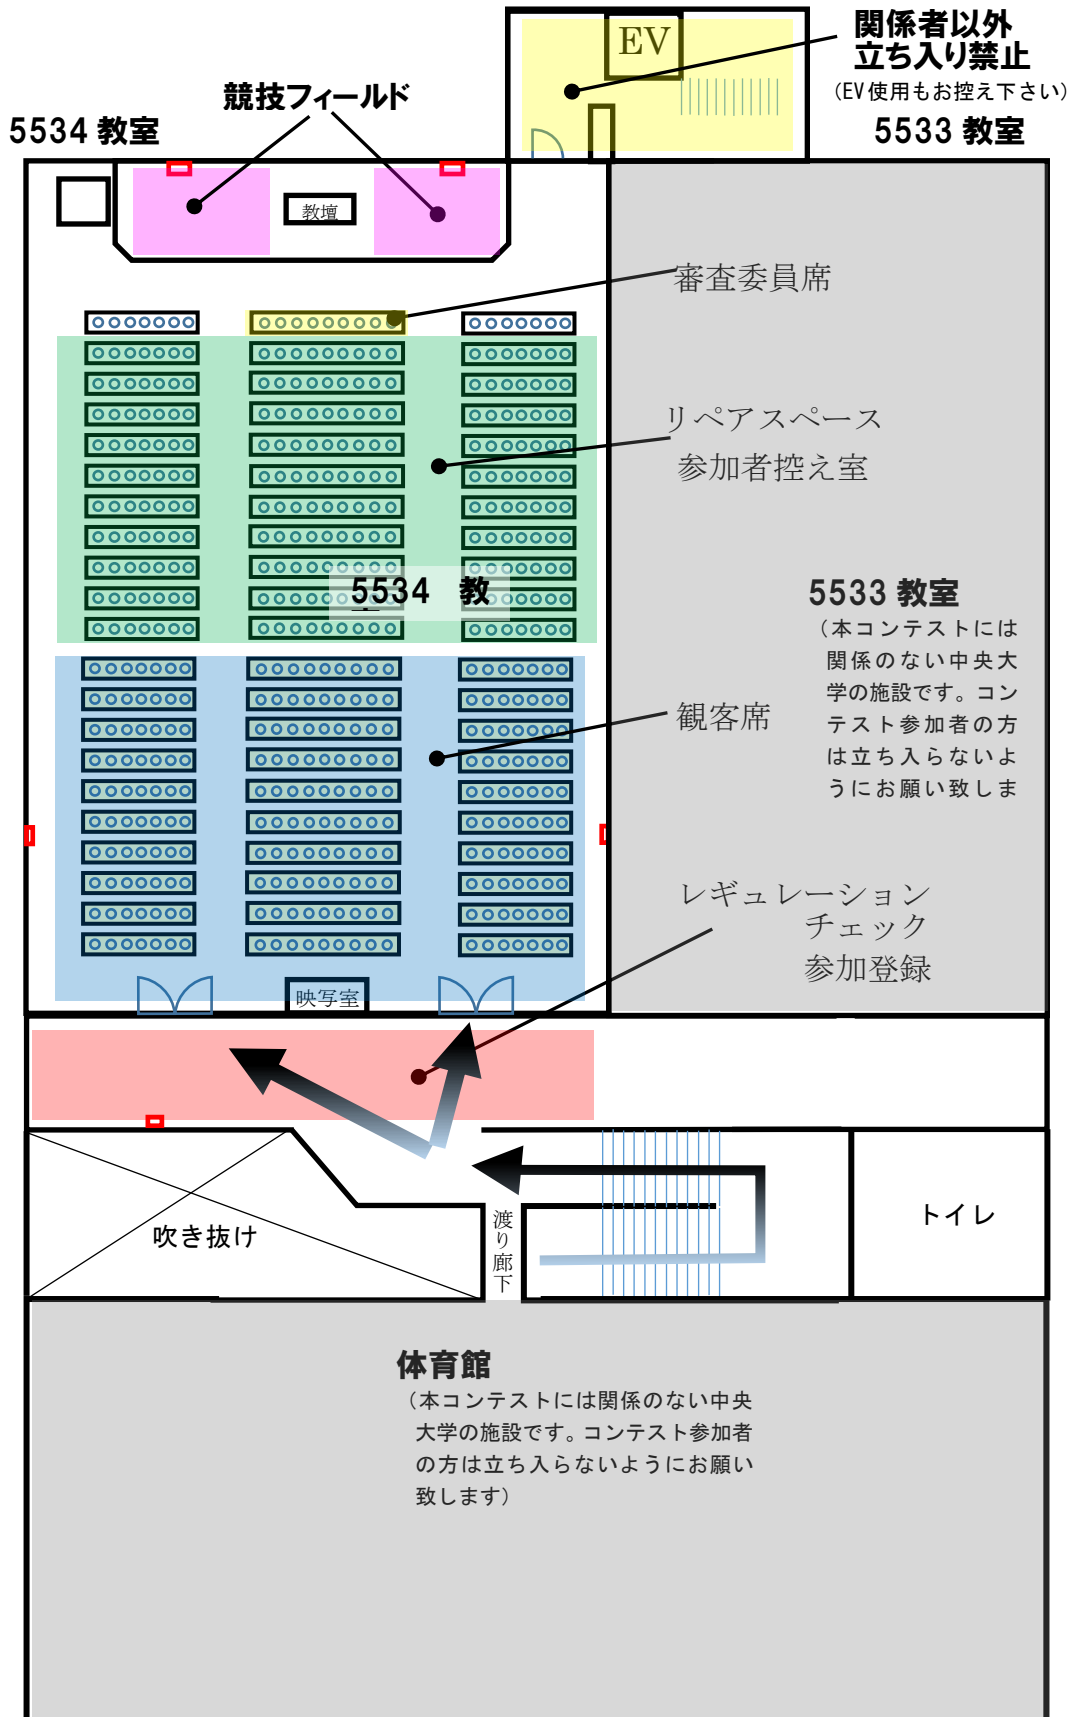 関係者以外
立ち入り禁止
(EV使用もお控え下さい)
EV
競技フィールド
5534 教室
5533 教室
教壇
審査委員席
リペアスペース
参加者控え室
5534 教
5533 教室
（本コンテストには
関係のない中央大
学の施設です。コン
テスト参加者の方
は立ち入らないよ
うにお願い致しま
観客席
レギュレーション
チェック
参加登録
映写室
吹き抜け
渡り廊下
トイレ
体育館
（本コンテストには関係のない中央
大学の施設です。コンテスト参加者
の方は立ち入らないようにお願い
致します）